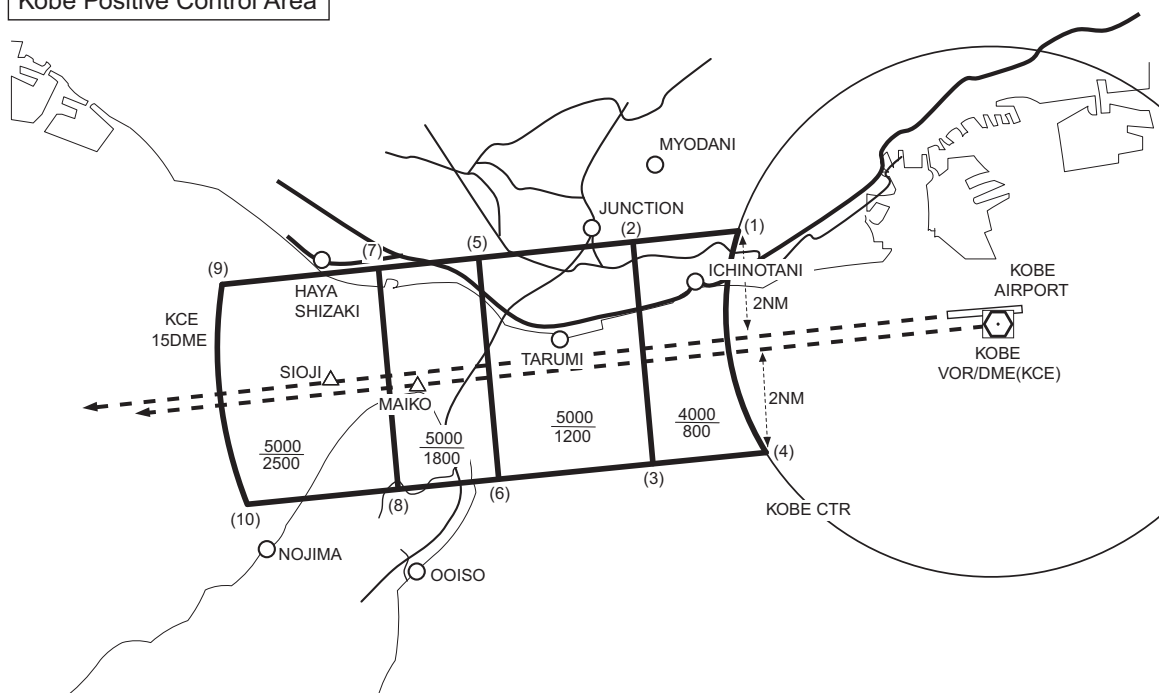 Kobe Positive Control Area
MYODANI
JUNCTION
(1)
(2)
(5)
(7)
(9)
ICHINOTANI
HAYA
SHIZAKI
2NM
KOBE
AIRPORT
KCE
15DME
TARUMI
KOBE
VOR/DME(KCE)
SIOJI
MAIKO
2NM
5000
2500
5000
1800
5000
1200
4000
800
(4)
(3)
(6)
(8)
(10)
KOBE CTR
NOJIMA
OOISO